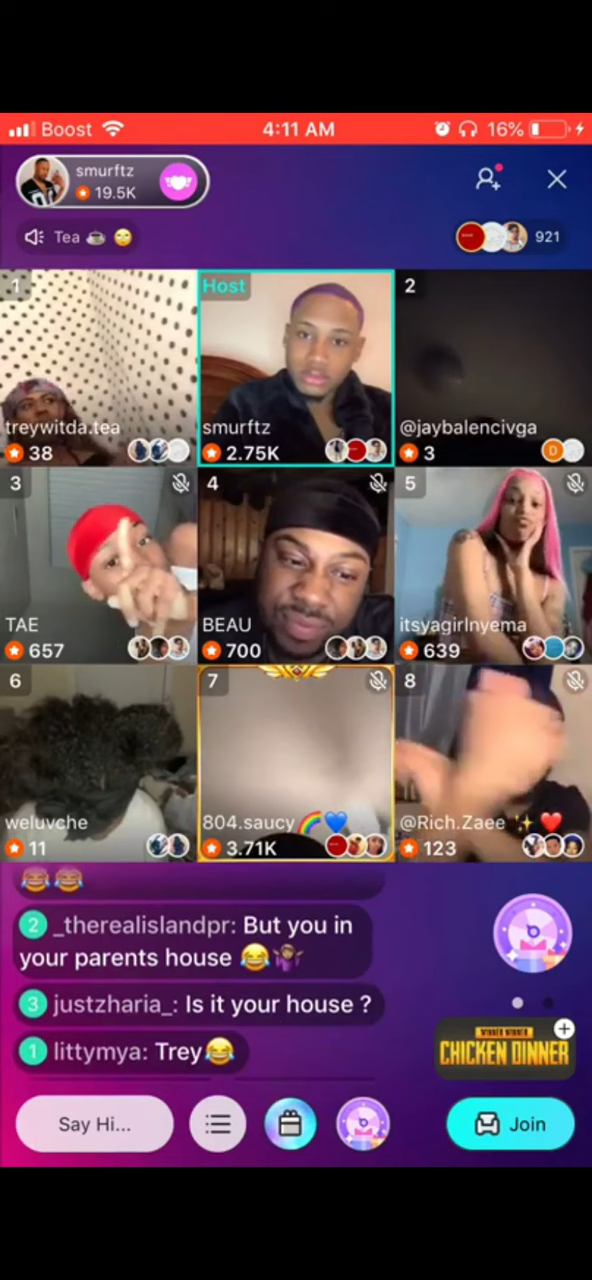 Boost 4:11 AM 16%
smurftz
19.5K
Tea ☕ 🙄 921
1 Host 2
treywitda.tea smurftz @jaybalencivga
38 2.75K 3
D
3 4 5
TAE BEAU itsyagirlnyema
657 700 639
6 7 8
weluvche 804.saucy🌈💙 @Rich.Zaee ✨❤️
11 3.71K 123
😂😂
2 _therealislandpr: But you in
your parents house 😂🤷🏽‍♀️
3 justzharia_: Is it your house ?
1 littymya: Trey😂
WINNER WINNER
CHICKEN DINNER
Say Hi... Join